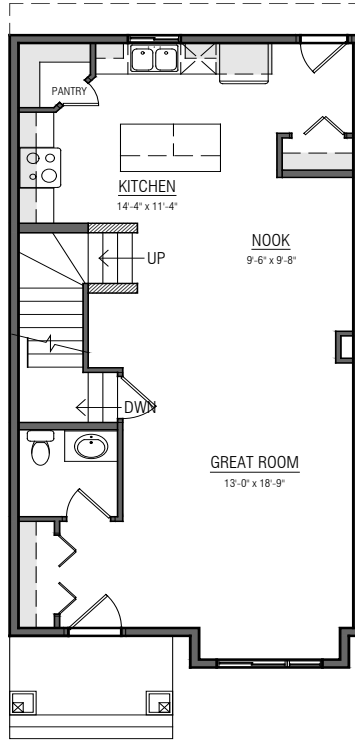 PANTRY
KITCHEN
14'-4" x 11'-4"
NOOK
9'-6" x 9'-8"
UP
DWN
GREAT ROOM
13'-0" x 18'-9"